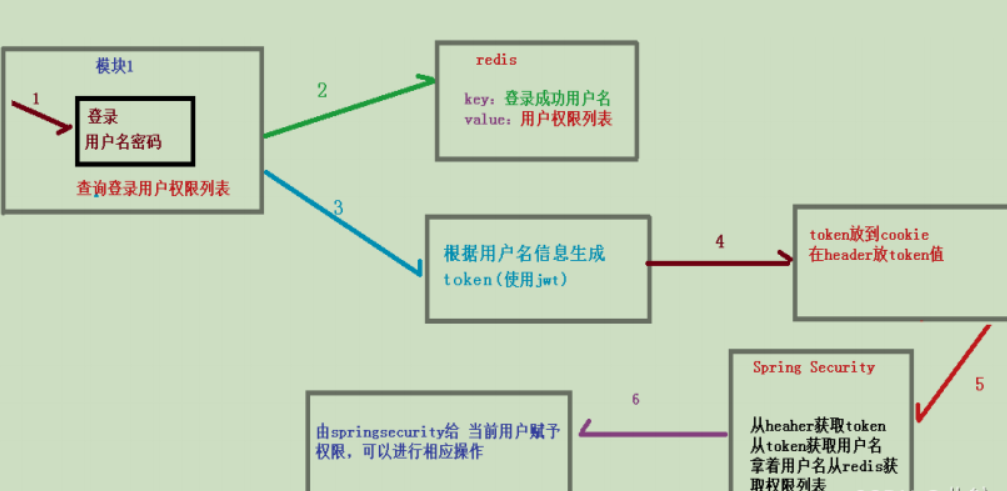 模块1
1
登录
用户名密码
查询登录用户权限列表
2
redis
key：登录成功用户名
value：用户权限列表
3
根据用户名信息生成
token(使用jwt)
4
token放到cookie
在header放token值
5
Spring Security
从heaher获取token
从token获取用户名
拿着用户名从redis获
取权限列表
6
由springsecurity给 当前用户赋予
权限，可以进行相应操作